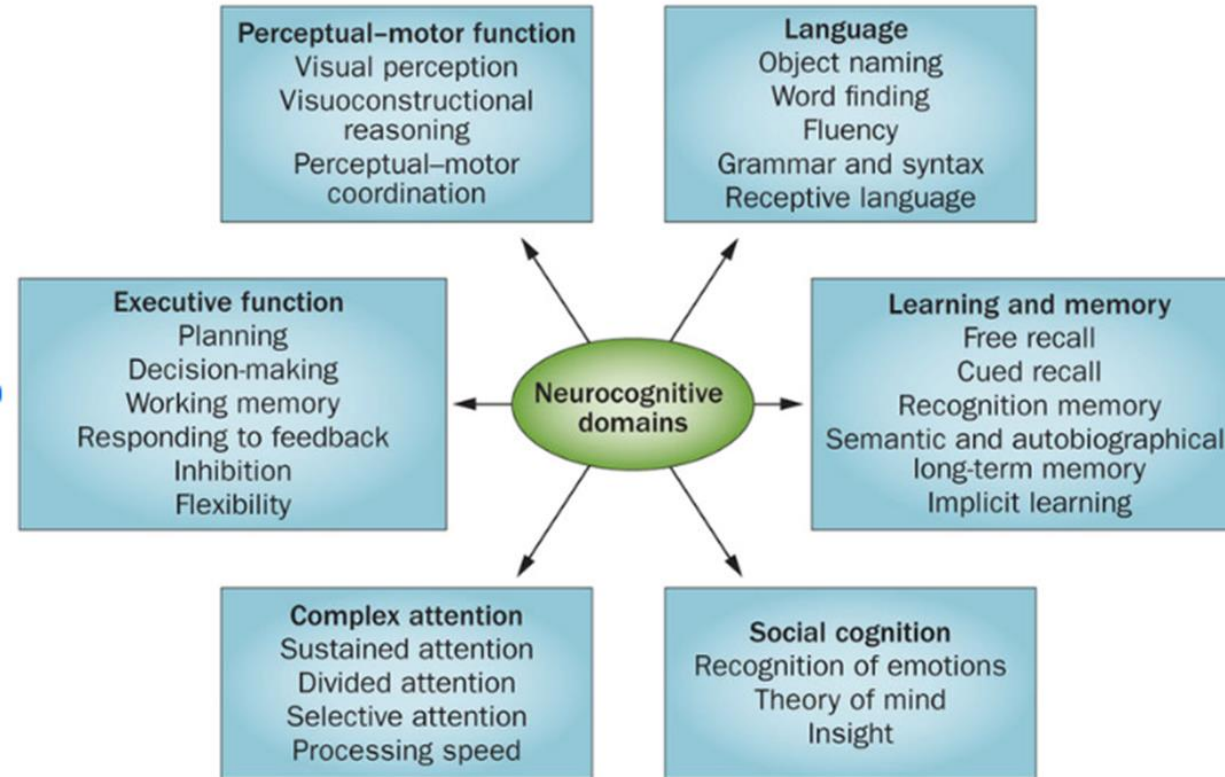 Perceptual–motor function
Visual perception
Visuoconstructional
reasoning
Perceptual–motor
coordination
Language
Object naming
Word finding
Fluency
Grammar and syntax
Receptive language
Executive function
Planning
Decision-making
Working memory
Responding to feedback
Inhibition
Flexibility
Neurocognitive
domains
Learning and memory
Free recall
Cued recall
Recognition memory
Semantic and autobiographical
long-term memory
Implicit learning
Complex attention
Sustained attention
Divided attention
Selective attention
Processing speed
Social cognition
Recognition of emotions
Theory of mind
Insight